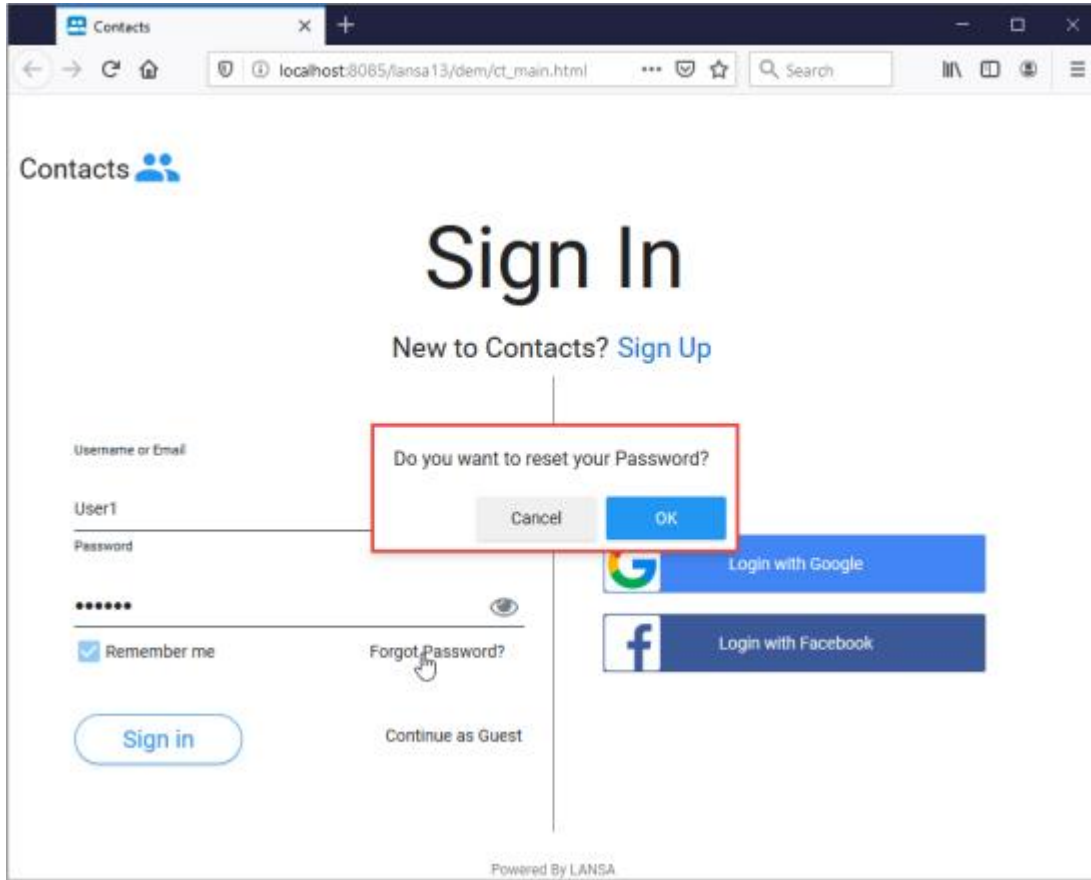 Contacts
localhost:8085/lansa13/dem/ct_main.html
Search
Contacts
Sign In
New to Contacts? Sign Up
Username or Email
Do you want to reset your Password?
User1
Cancel OK
Password
Login with Google
••••••
Remember me Forgot Password?
Login with Facebook
Sign in Continue as Guest
Powered By LANSA